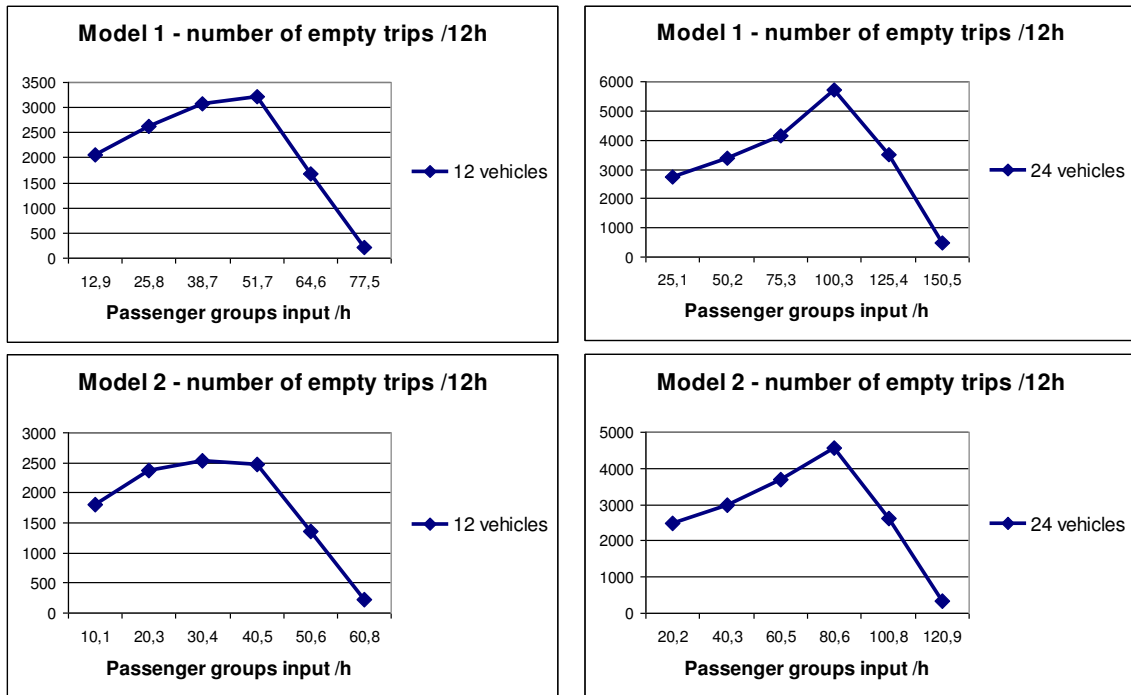 Model 1 - number of empty trips /12h
3500
3000
2500
2000
1500
1000
500
0
12,9 25,8 38,7 51,7 64,6 77,5
Passenger groups input /h
12 vehicles
Model 1 - number of empty trips /12h
6000
5000
4000
3000
2000
1000
0
25,1 50,2 75,3 100,3 125,4 150,5
Passenger groups input /h
24 vehicles
Model 2 - number of empty trips /12h
3000
2500
2000
1500
1000
500
0
10,1 20,3 30,4 40,5 50,6 60,8
Passenger groups input /h
12 vehicles
Model 2 - number of empty trips /12h
5000
4000
3000
2000
1000
0
20,2 40,3 60,5 80,6 100,8 120,9
Passenger groups input /h
24 vehicles